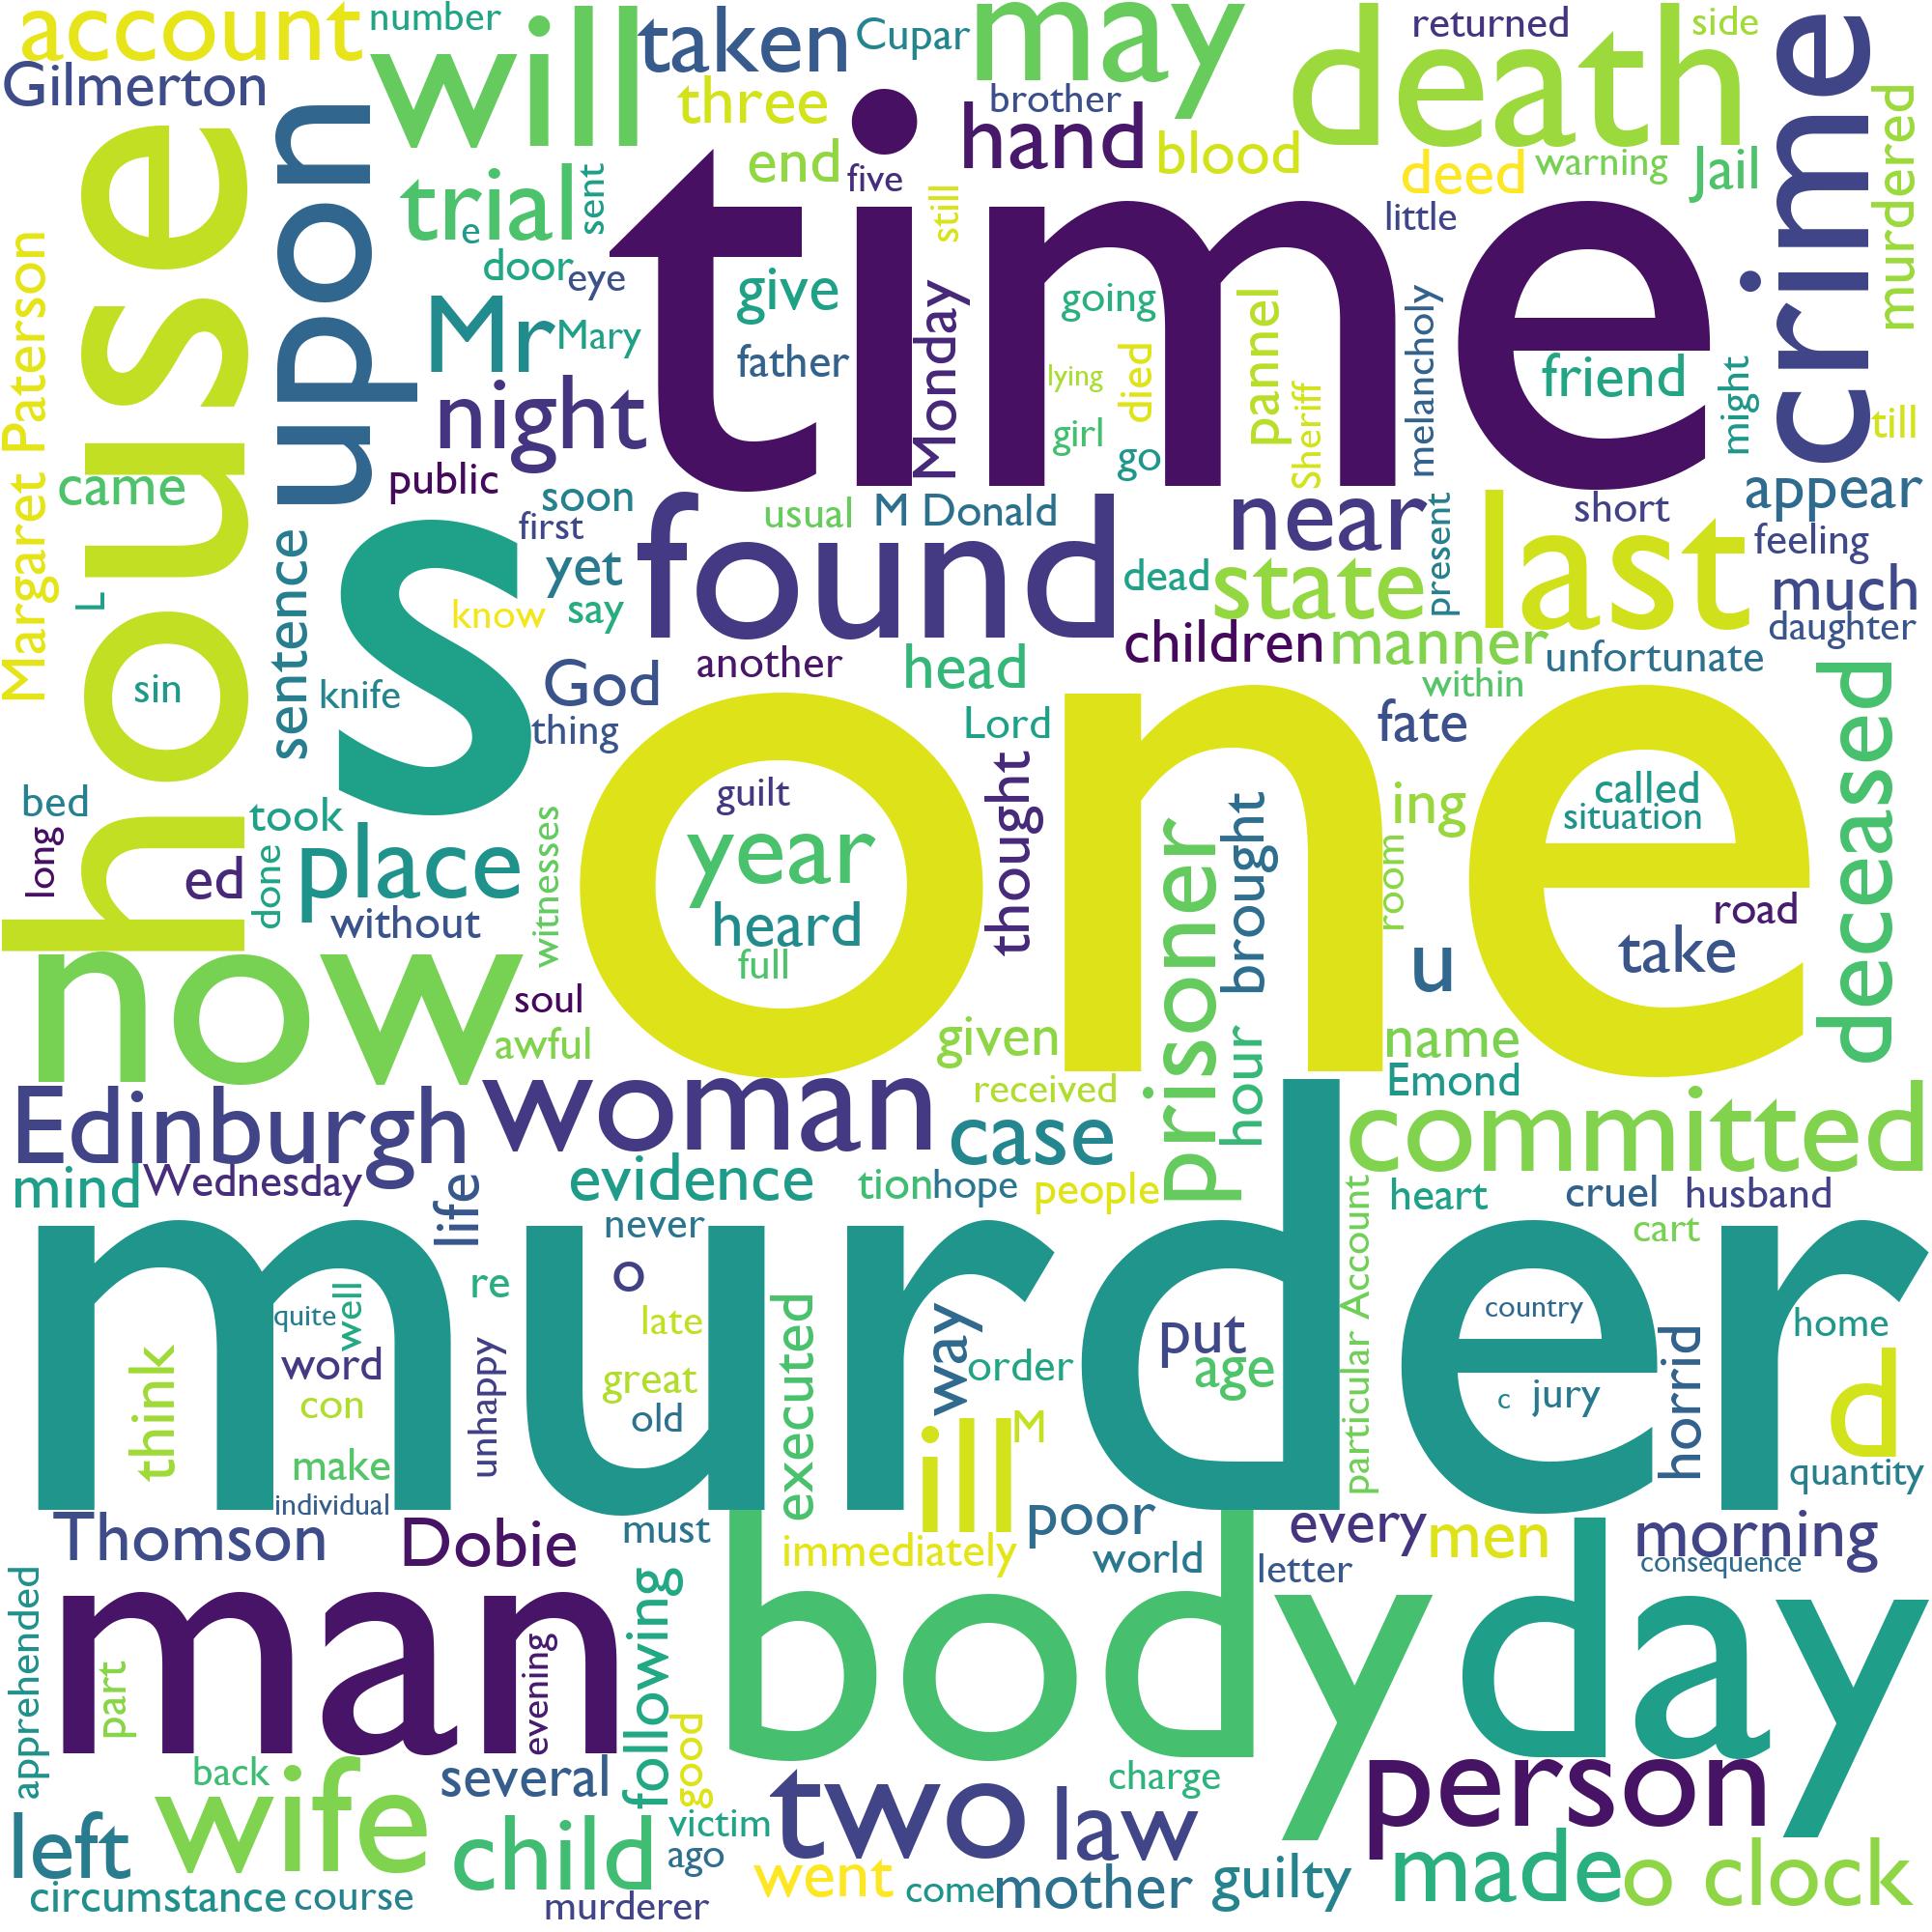 account
number
will
taken
Cupar
may
death
returned
side
crime
Gilmerton
three
brother
hand
blood
deed
warning
Jail
murdered
house
upon
trial
e
sent
end
five
still
time
little
door
eye
Mr
Mary
give
father
Monday
going
lying
girl
died
go
pannel
Sheriff
melancholy
friend
might
till
Margaret Paterson
came
night
public
soon
first
usual
M Donald
near
present
short
appear
feeling
much
daughter
L
sentence
s
know
yet
say
found
dead
state
last
children
manner
unfortunate
another
head
within
sin
knife
God
thing
Lord
fate
deceased
bed
long
took
done
ed
place
without
witnesses
guilt
year
heard
full
one
thought
prisoner
brought
hour
ing
room
called
situation
road
take
u
now
soul
awful
given
name
Emond
received
Edinburgh
woman
case
committed
mind
Wednesday
life
evidence
tion
hope
people
heart
cruel
husband
cart
never
o
re
murder
particular Account
quite
well
word
con
think
make
individual
unhappy
late
great
old
executed
way
order
put
age
country
c
jury
horrid
home
d
quantity
ill
M
Thomson
Dobie
must
immediately
poor
world
every
men
letter
morning
consequence
apprehended
man
part
evening
following
body
day
back
wife
several
good
charge
person
left
child
victim
ago
two
law
went
come
mother
guilty
made
o clock
circumstance
course
murderer